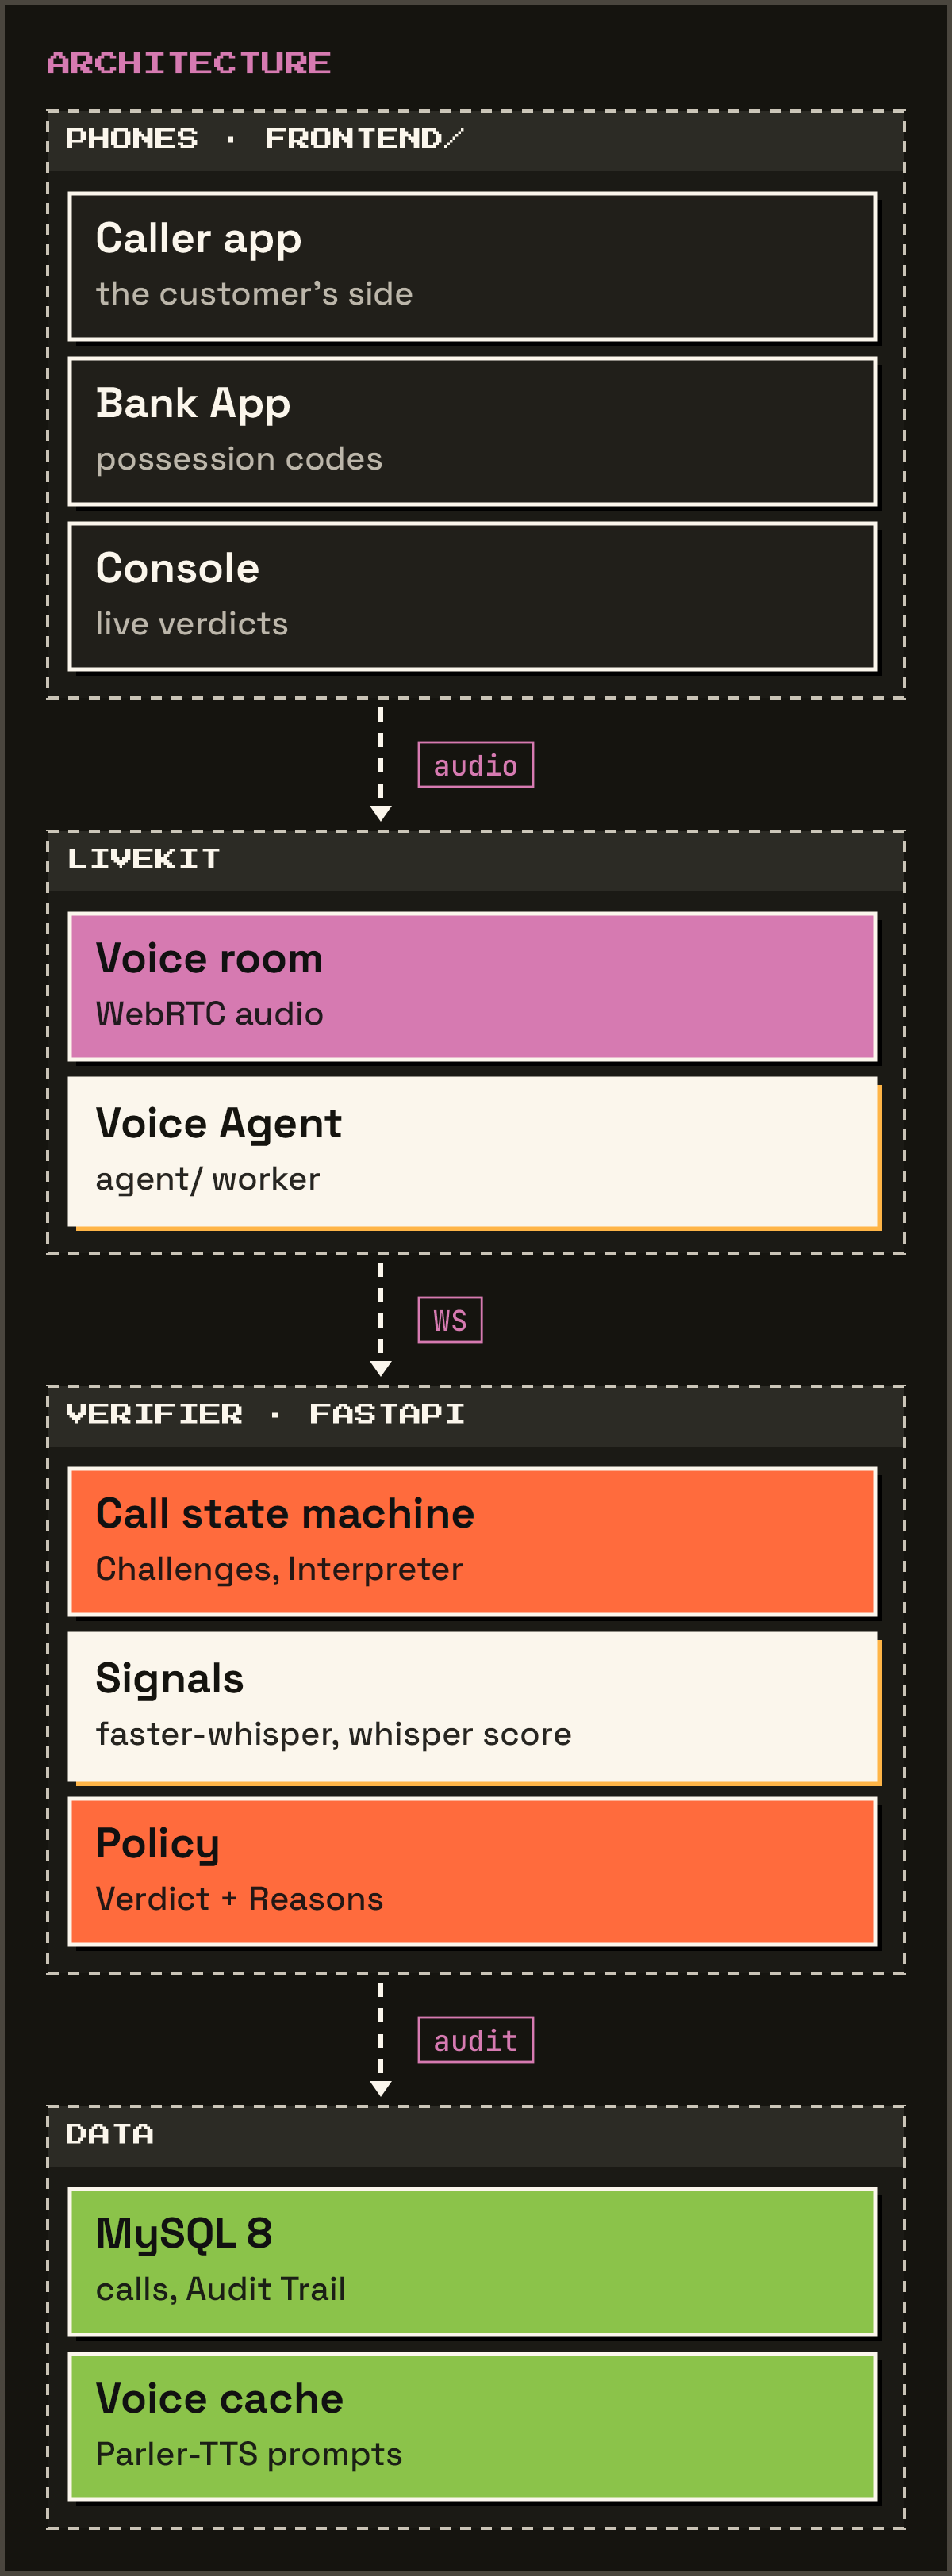 ARCHITECTURE
PHONES · FRONTEND/
Caller app
the customer’s side
Bank App
possession codes
Console
live verdicts
audio
LIVEKIT
Voice room
WebRTC audio
Voice Agent
agent/ worker
WS
VERIFIER · FASTAPI
Call state machine
Challenges, Interpreter
Signals
faster-whisper, whisper score
Policy
Verdict + Reasons
audit
DATA
MySQL 8
calls, Audit Trail
Voice cache
Parler-TTS prompts